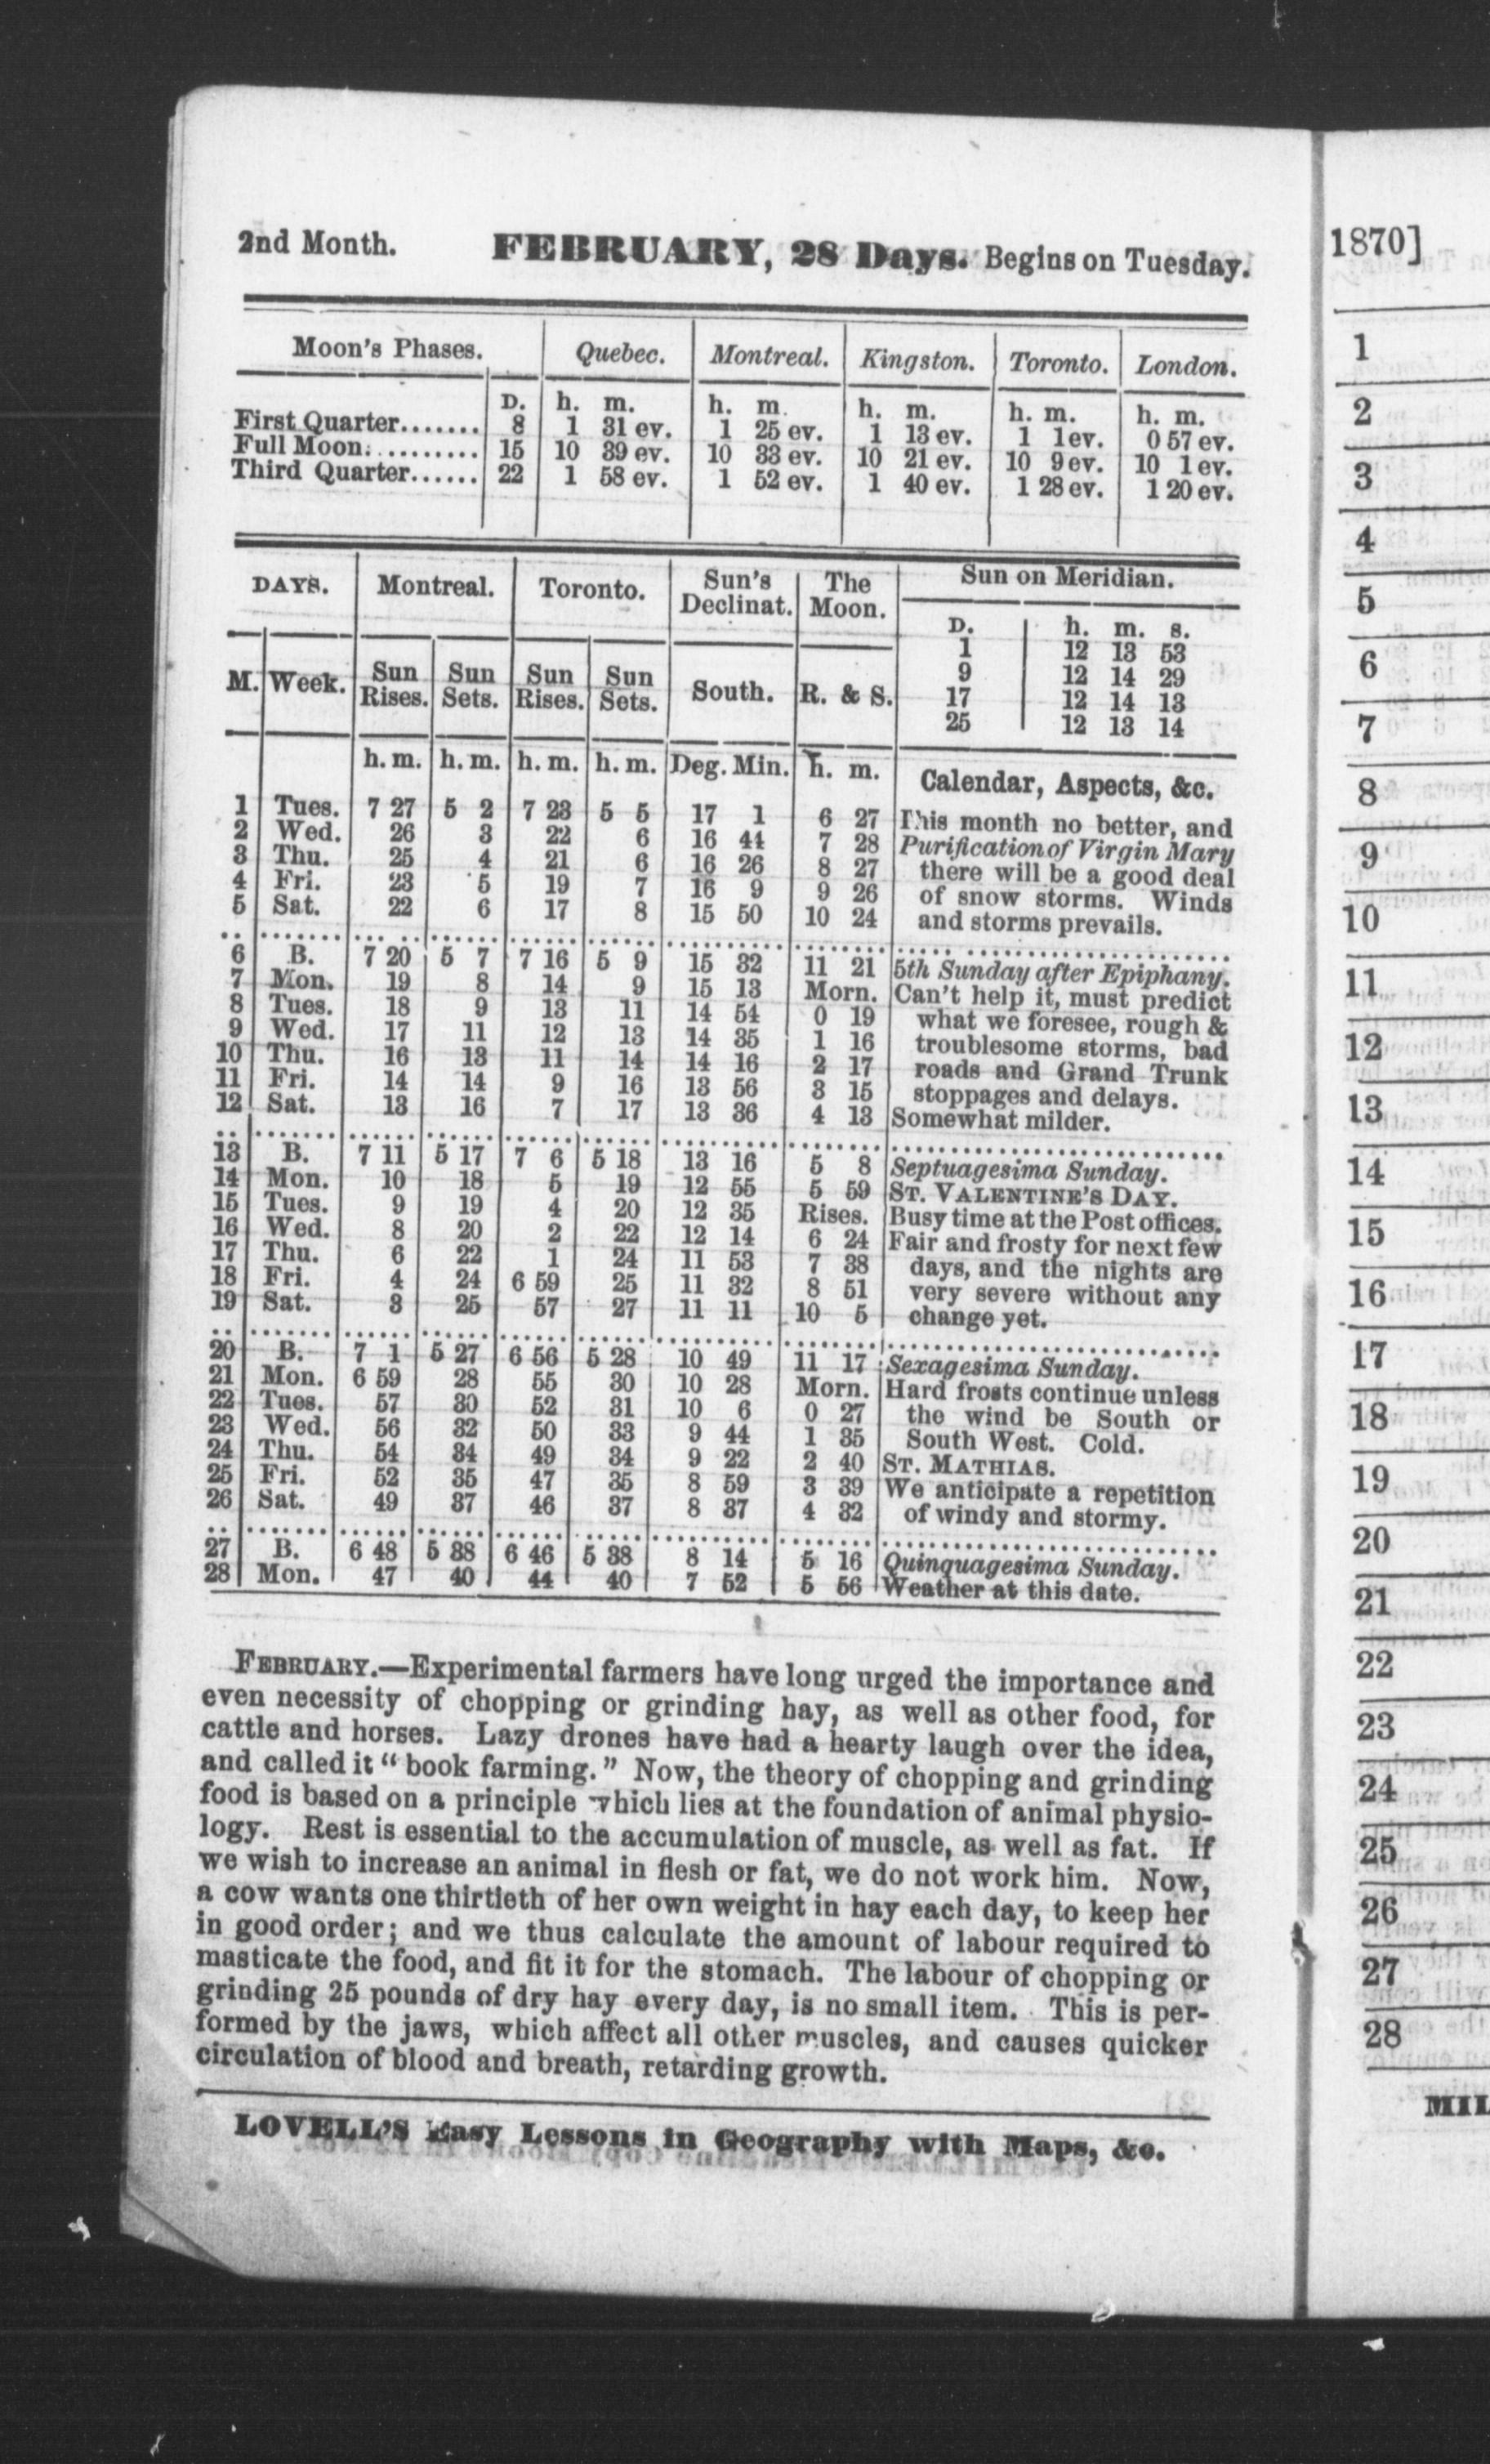 2nd Month. FEBRUARY, 28 Days. Begins on Tuesday.
Moon's Phases. Quebec. Montreal. Kingston. Toronto. London.
D. h. m. h. m. h. m. h. m. h. m.
First Quarter....... 8 1 31 ev. 1 25 ev. 1 13 ev. 1 1 ev. 0 57 ev.
Full Moon........... 15 10 39 ev. 10 33 ev. 10 21 ev. 10 9 ev. 10 1 ev.
Third Quarter...... 22 1 58 ev. 1 52 ev. 1 40 ev. 1 28 ev. 1 20 ev.
DAYS. Montreal. Toronto. Sun's Declinat. The Moon. Sun on Meridian.
M. Week. Sun Rises. Sun Sets. Sun Rises. Sun Sets. South. R. & S.
D. h. m. s.
1 12 13 53
9 12 14 29
17 12 14 13
25 12 13 14
h. m. h. m. h. m. h. m. Deg. Min. h. m. Calendar, Aspects, &c.
1 Tues. 7 27 5 2 7 23 5 5 17 1 6 27 This month no better, and
2 Wed. 26 3 22 6 16 44 7 28 Purification of Virgin Mary
3 Thu. 25 4 21 6 16 26 8 27 there will be a good deal
4 Fri. 23 5 19 7 16 9 9 26 of snow storms. Winds
5 Sat. 22 6 17 8 15 50 10 24 and storms prevails.
6 B. 7 20 5 7 7 16 5 9 15 32 11 21 5th Sunday after Epiphany.
7 Mon. 19 8 14 9 15 13 Morn. Can't help it, must predict
8 Tues. 18 9 13 11 14 54 0 19 what we foresee, rough &
9 Wed. 17 11 12 13 14 35 1 16 troublesome storms, bad
10 Thu. 16 13 11 14 14 16 2 17 roads and Grand Trunk
11 Fri. 14 14 9 16 13 56 3 15 stoppages and delays.
12 Sat. 13 16 7 17 13 36 4 13 Somewhat milder.
13 B. 7 11 5 17 7 6 5 18 13 16 5 8 Septuagesima Sunday.
14 Mon. 10 18 5 19 12 55 5 59 ST. VALENTINE'S DAY.
15 Tues. 9 19 4 20 12 35 Rises. Busy time at the Post offices.
16 Wed. 8 20 2 22 12 14 6 24 Fair and frosty for next few
17 Thu. 6 22 1 24 11 53 7 38 days, and the nights are
18 Fri. 4 24 6 59 25 11 32 8 51 very severe without any
19 Sat. 3 25 57 27 11 11 10 5 change yet.
20 B. 7 1 5 27 6 56 5 28 10 49 11 17 Sexagesima Sunday.
21 Mon. 6 59 28 55 30 10 28 Morn. Hard frosts continue unless
22 Tues. 57 30 52 31 10 6 0 27 the wind be South or
23 Wed. 56 32 50 33 9 44 1 35 South West. Cold.
24 Thu. 54 34 49 34 9 22 2 40 ST. MATHIAS.
25 Fri. 52 35 47 35 8 59 3 39 We anticipate a repetition
26 Sat. 49 37 46 37 8 37 4 32 of windy and stormy.
27 B. 6 48 5 38 6 46 5 38 8 14 5 16 Quinquagesima Sunday.
28 Mon. 47 40 44 40 7 52 5 56 Weather at this date.
FEBRUARY.—Experimental farmers have long urged the importance and
even necessity of chopping or grinding hay, as well as other food, for
cattle and horses. Lazy drones have had a hearty laugh over the idea,
and called it "book farming." Now, the theory of chopping and grinding
food is based on a principle which lies at the foundation of animal physio-
logy. Rest is essential to the accumulation of muscle, as well as fat. If
we wish to increase an animal in flesh or fat, we do not work him. Now,
a cow wants one thirtieth of her own weight in hay each day, to keep her
in good order; and we thus calculate the amount of labour required to
masticate the food, and fit it for the stomach. The labour of chopping or
grinding 25 pounds of dry hay every day, is no small item. This is per-
formed by the jaws, which affect all other muscles, and causes quicker
circulation of blood and breath, retarding growth.
LOVELL'S Easy Lessons in Geography with Maps, &c.
1870]
1
2
3
4
5
6
7
8
9
10
11
12
13
14
15
16
17
18
19
20
21
22
23
24
25
26
27
28
MIL